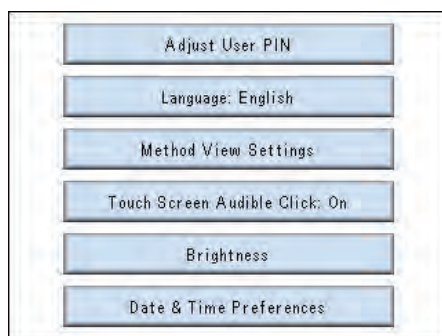 Adjust User PIN
Language: English
Method View Settings
Touch Screen Audible Click: On
Brightness
Date & Time Preferences